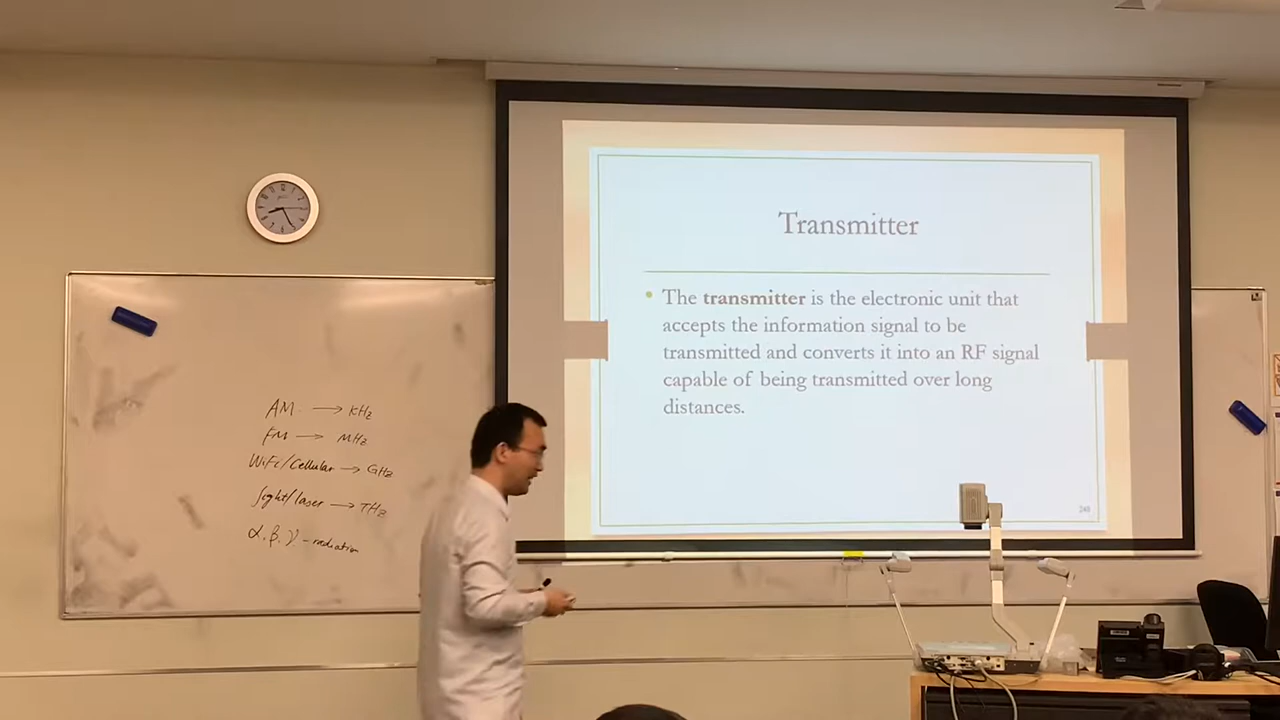 Transmitter
• The transmitter is the electronic unit that
accepts the information signal to be
transmitted and converts it into an RF signal
capable of being transmitted over long
distances.
AM → KHz
FM → MHz
WiFi/Cellular → GHz
light/laser → THz
α, β, γ - radiation